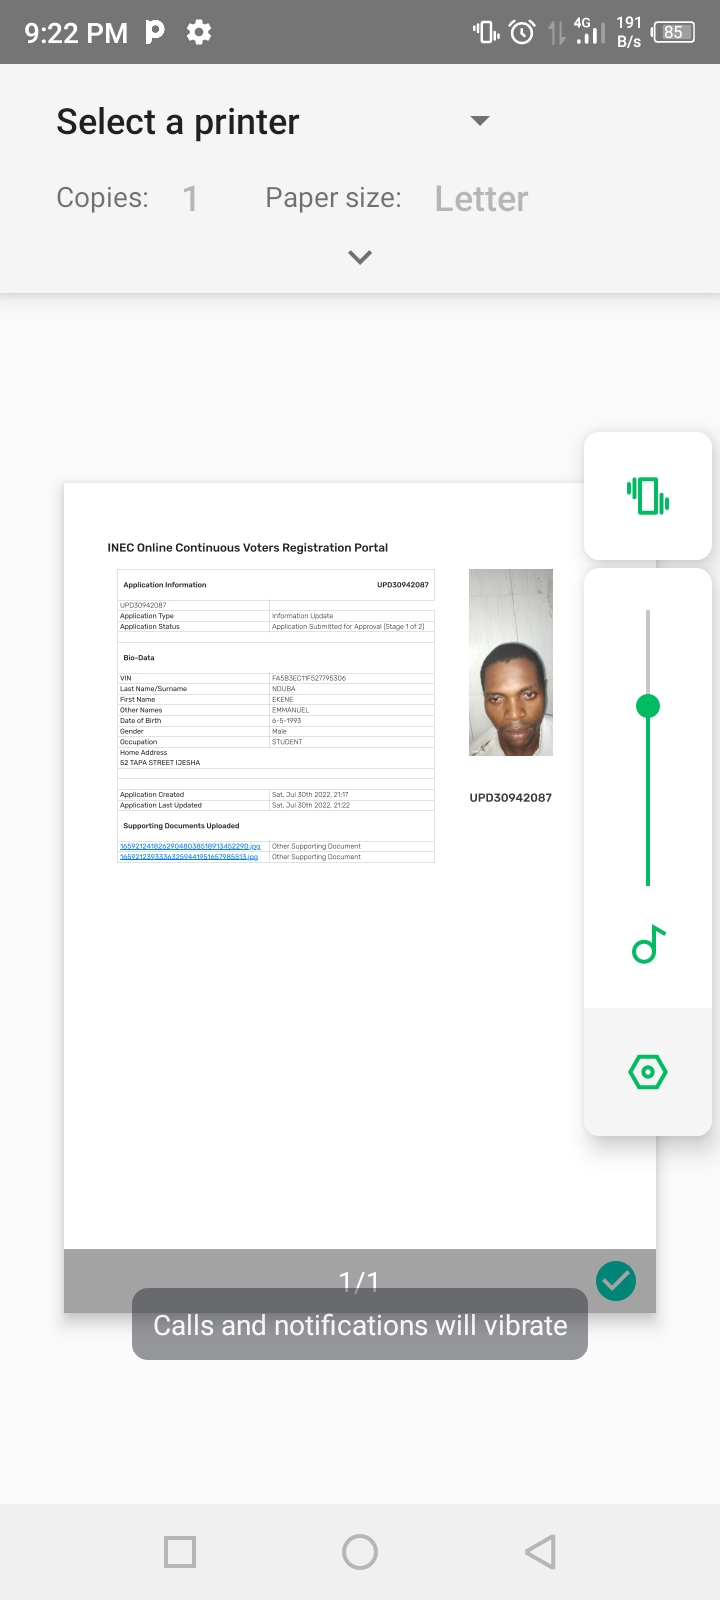 9:22 PM
4G
191 B/s
85
Select a printer
Copies: 1 Paper size: Letter
INEC Online Continuous Voters Registration Portal
Application Information UPD30942087
UPD30942087
Application Type Information Update
Application Status Application Submitted for Approval (Stage 1 of 2)
Bio-Data
VIN FA5B3EC11F527795306
Last Name/Surname NDUBA
First Name EKENE
Other Names EMMANUEL
Date of Birth 6-5-1993
Gender Male
Occupation STUDENT
Home Address
52 TAPA STREET IJESHA
Application Created Sat, Jul 30th 2022, 21:17
Application Last Updated Sat, Jul 30th 2022, 21:22
UPD30942087
Supporting Documents Uploaded
Other Supporting Document
Other Supporting Document
1/1
Calls and notifications will vibrate